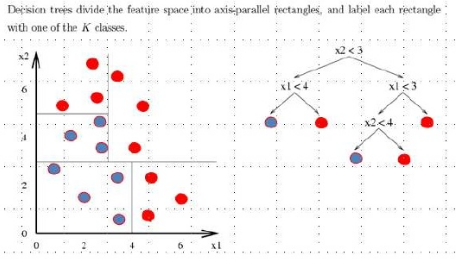 Decision trees divide the feature space into axis-parallel rectangles, and label each rectangle
with one of the K classes.
x2
6
4
2
0
0 2 4 6 x1
x2 < 3
x1 < 4 x1 < 3
x2 < 4